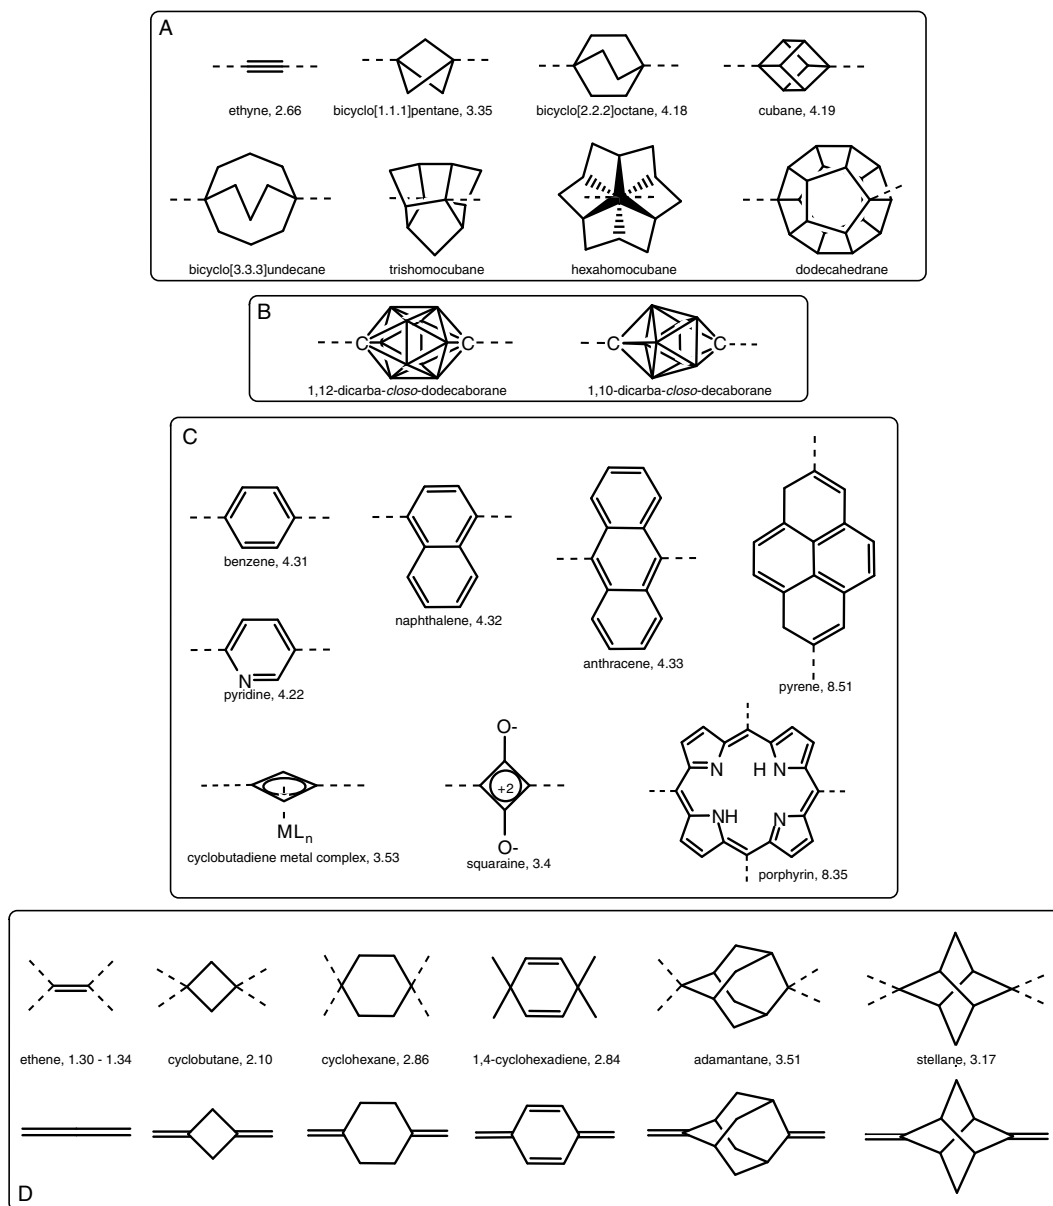 A
ethyne, 2.66
bicyclo[1.1.1]pentane, 3.35
bicyclo[2.2.2]octane, 4.18
cubane, 4.19
bicyclo[3.3.3]undecane
trishomocubane
hexahomocubane
dodecahedrane
B
C
C
C
C
1,12-dicarba-closo-dodecaborane
1,10-dicarba-closo-decaborane
C
benzene, 4.31
naphthalene, 4.32
anthracene, 4.33
pyrene, 8.51
N
pyridine, 4.22
MLn
cyclobutadiene metal complex, 3.53
O-
+2
O-
squaraine, 3.4
N
H N
NH
N
porphyrin, 8.35
ethene, 1.30 - 1.34
cyclobutane, 2.10
cyclohexane, 2.86
1,4-cyclohexadiene, 2.84
adamantane, 3.51
stellane, 3.17
D